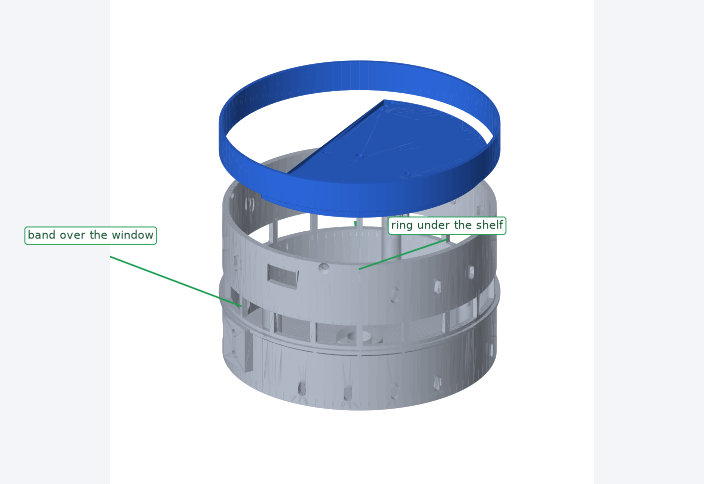 ring under the shelf
band over the window